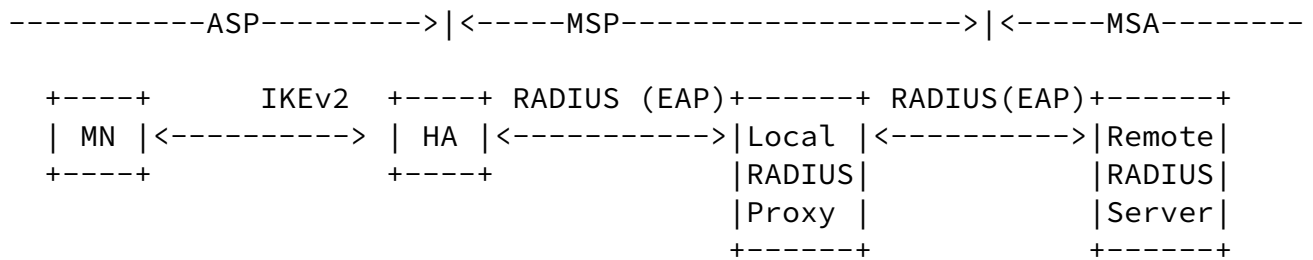 -----------ASP--------->|<-----MSP------------------->|<-----MSA--------
+----+ IKEv2 +----+ RADIUS (EAP)+------+ RADIUS(EAP)+------+
| MN |<----------> | HA |<----------->|Local |<---------->|Remote|
+----+ +----+ |RADIUS| |RADIUS|
|Proxy | |Server|
+------+ +------+